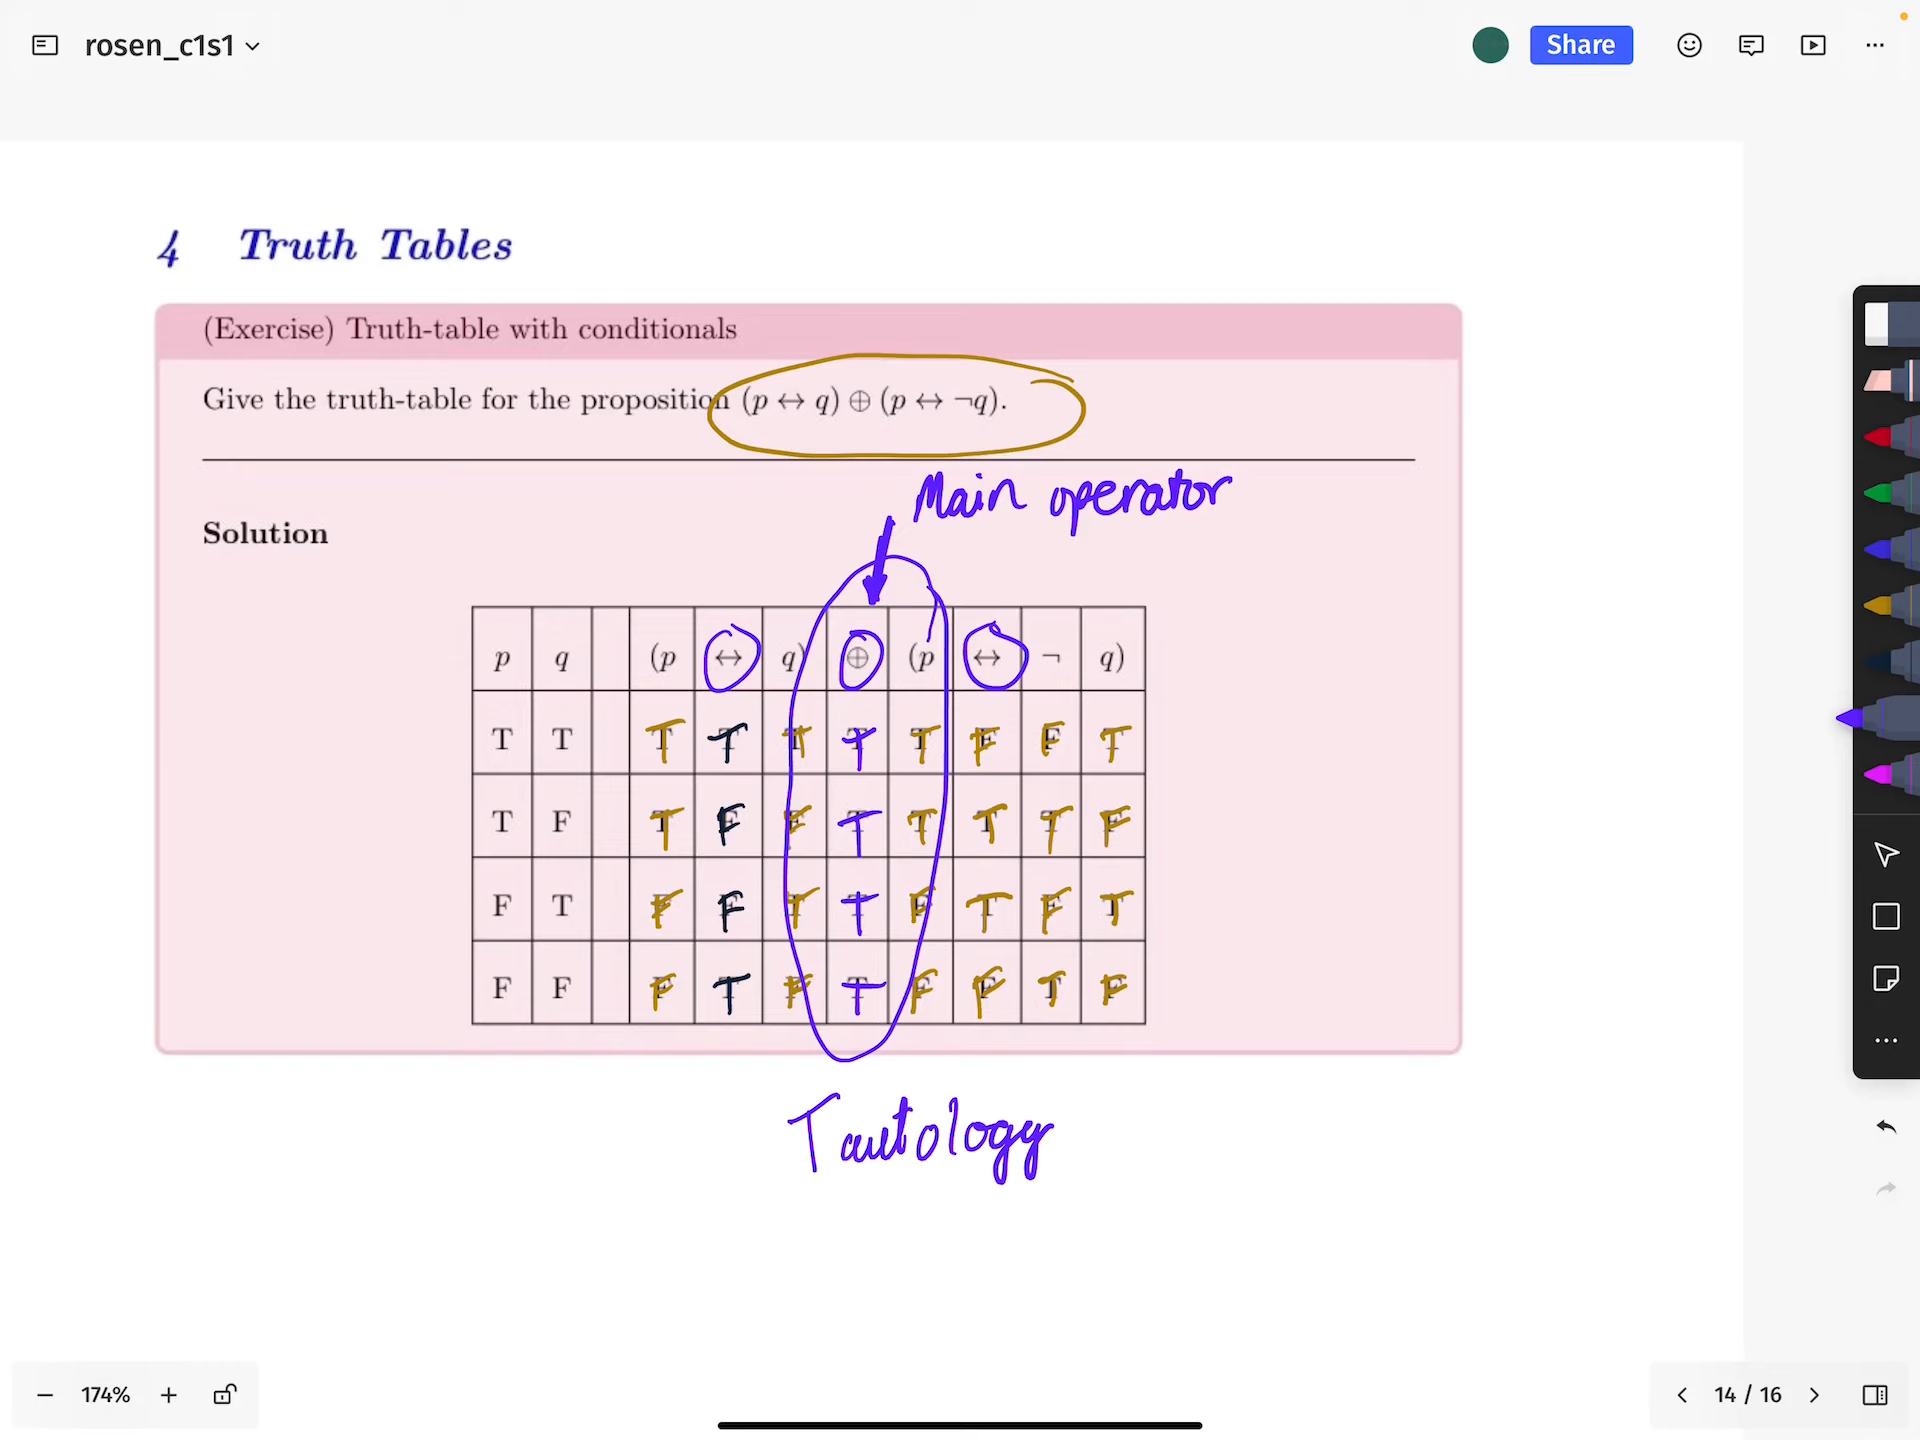 rosen_c1s1
Share
4 Truth Tables
(Exercise) Truth-table with conditionals
Give the truth-table for the proposition (p ↔ q) ⊕ (p ↔ ¬q).
Main operator
Solution
p q (p ↔ q) ⊕ (p ↔ ¬ q)
T T T T T T T F F T
T F T F F T T T T F
F T F F T T F T F T
F F F T F T F F T F
Tautology
174%
14 / 16